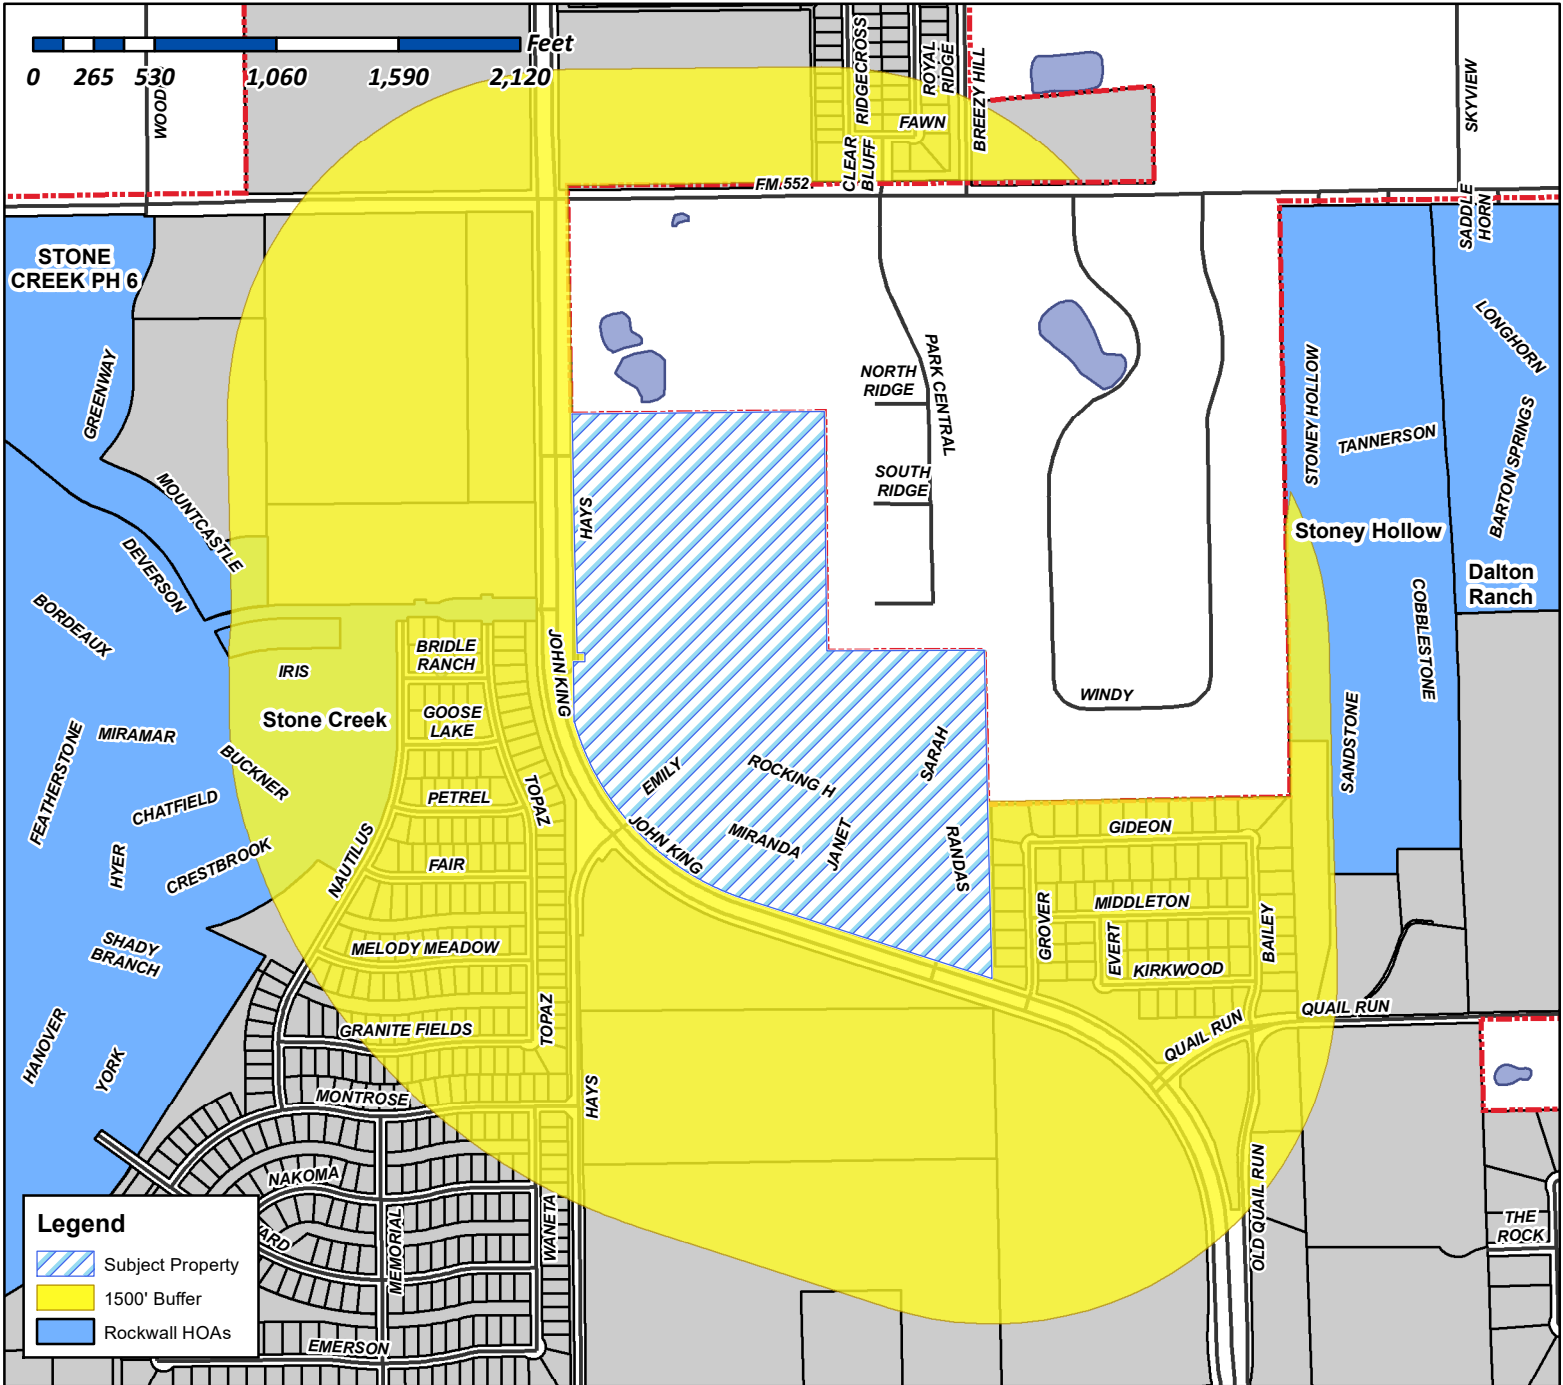 Feet
0 265 530 1,060 1,590 2,120
RIDGECROSS
ROYAL
RIDGE
BREEZY HILL
SKYVIEW
FAWN
CLEAR
BLUFF
FM 552
SADDLE
HORN
STONE
CREEK PH 6
LONGHORN
GREENWAY
PARK CENTRAL
NORTH
RIDGE
STONEY HOLLOW
TANNERSON
BARTON SPRINGS
SOUTH
RIDGE
MOUNTCASTLE
HAYS
Stoney Hollow
DEVERSON
Dalton
Ranch
BORDEAUX
COBBLESTONE
BRIDLE
RANCH
IRIS
JOHN KING
WINDY
GOOSE
LAKE
Stone Creek
MIRAMAR
FEATHERSTONE
BUCKNER
SANDSTONE
SARAH
EMILY
ROCKING H
CHATFIELD
PETREL
TOPAZ
JOHN KING
MIRANDA
JANET
GIDEON
NAUTILUS
HYER
CRESTBROOK
FAIR
RANDAS
MIDDLETON
GROVER
EVERT
BAILEY
SHADY
BRANCH
MELODY MEADOW
KIRKWOOD
HANOVER
YORK
GRANITE FIELDS
TOPAZ
QUAIL RUN
QUAIL RUN
MONTROSE
HAYS
NAKOMA
MEMORIAL
WANETA
OLD QUAIL RUN
THE
ROCK
EMERSON
Legend
Subject Property
1500' Buffer
Rockwall HOAs